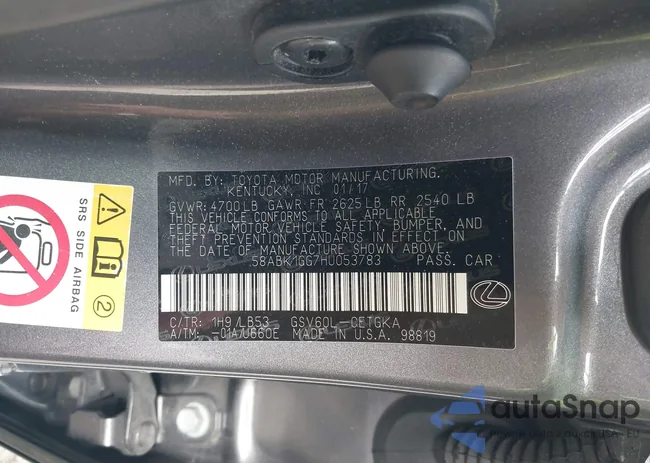 MFD. BY: TOYOTA MOTOR MANUFACTURING.
KENTUCKY, INC 01/17
GVWR: 4700LB GAWR FR 2625LB RR 2540 LB
THIS VEHICLE CONFORMS TO ALL APPLICABLE
FEDERAL MOTOR VEHICLE SAFETY, BUMPER, AND
THEFT PREVENTION STANDARDS IN EFFECT ON
THE DATE OF MANUFACTURE SHOWN ABOVE.
58ABK1GG7HU053783 PASS. CAR
C/TR: 1H9/LB53 GSV60L-CETGKA
A/TM: -01A/U660E MADE IN U.S.A. 98819
SRS SIDE AIRBAG
2
autoSnap